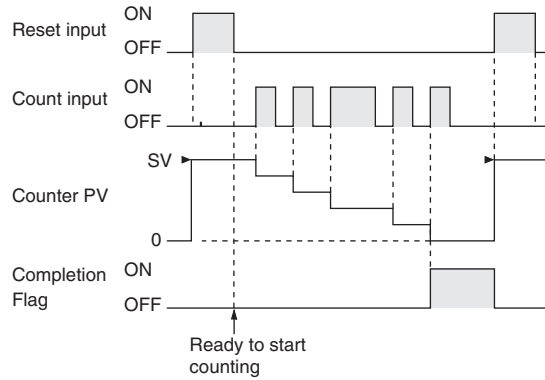 ON
Reset input
OFF
ON
Count input
OFF
SV
Counter PV
0
ON
Completion
Flag
OFF
Ready to start
counting